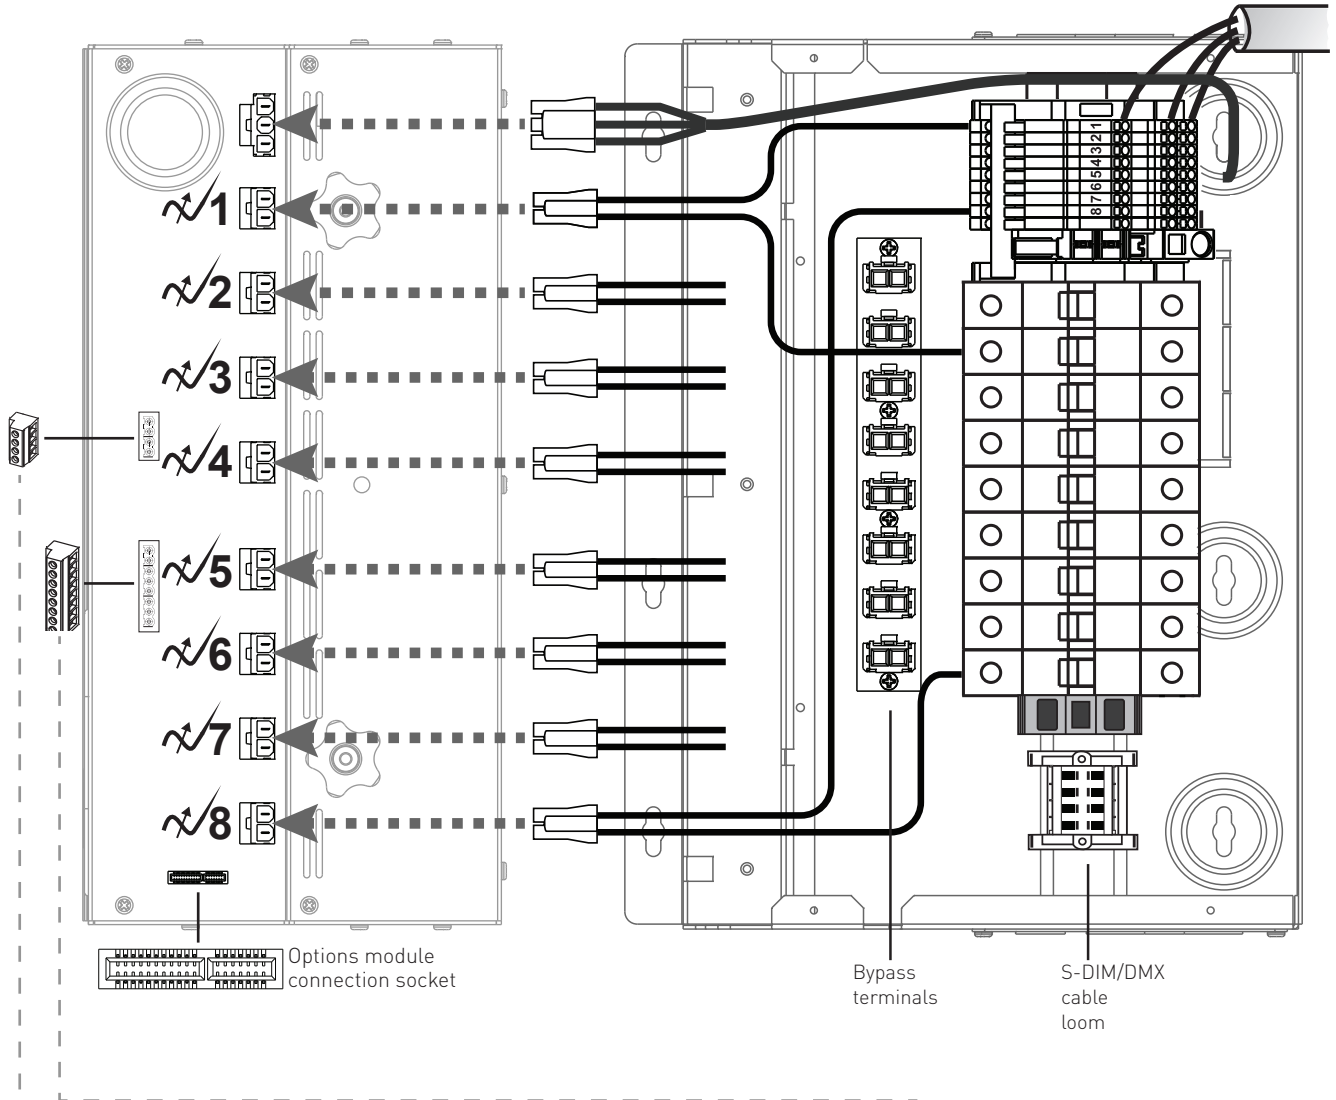 1
2
3
4
5
6
7
8
1
2
3
4
5
6
7
8
Options module
connection socket
Bypass
terminals
S-DIM/DMX
cable
loom